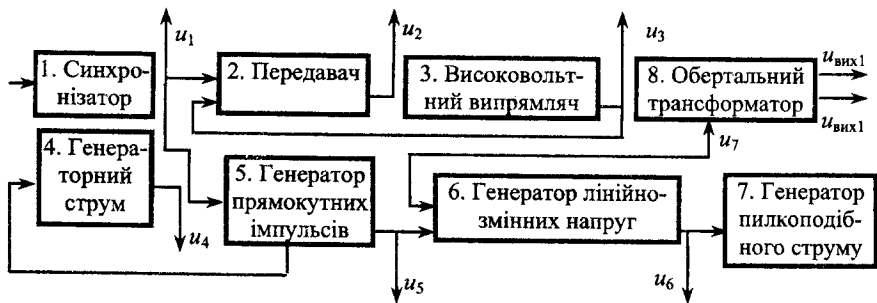 u1
u2
u3
1. Синхро-
нізатор
2. Передавач
3. Високовольт-
ний випрямляч
8. Обертальний
трансформатор
uвих1
uвих1
4. Генера-
торний
струм
u4
5. Генератор
прямокутних
імпульсів
u5
u7
6. Генератор лінійно-
змінних напруг
u6
7. Генератор
пилкоподіб-
ного струму